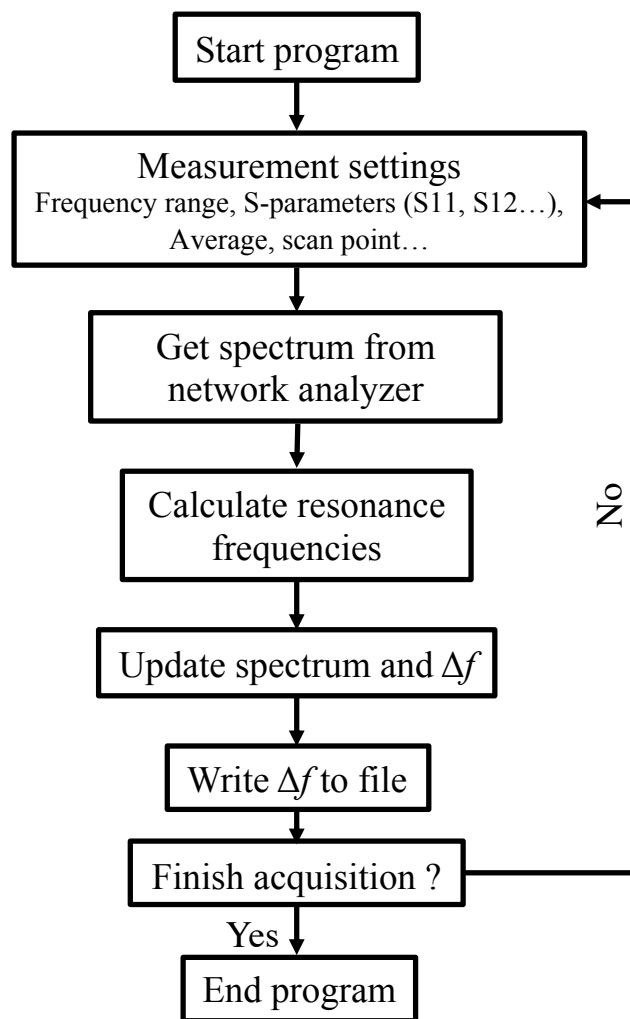 Start program
Measurement settings
Frequency range, S-parameters (S11, S12…),
Average, scan point…
Get spectrum from
network analyzer
Calculate resonance
frequencies
No
Update spectrum and Δf
Write Δf to file
Finish acquisition ?
Yes
End program